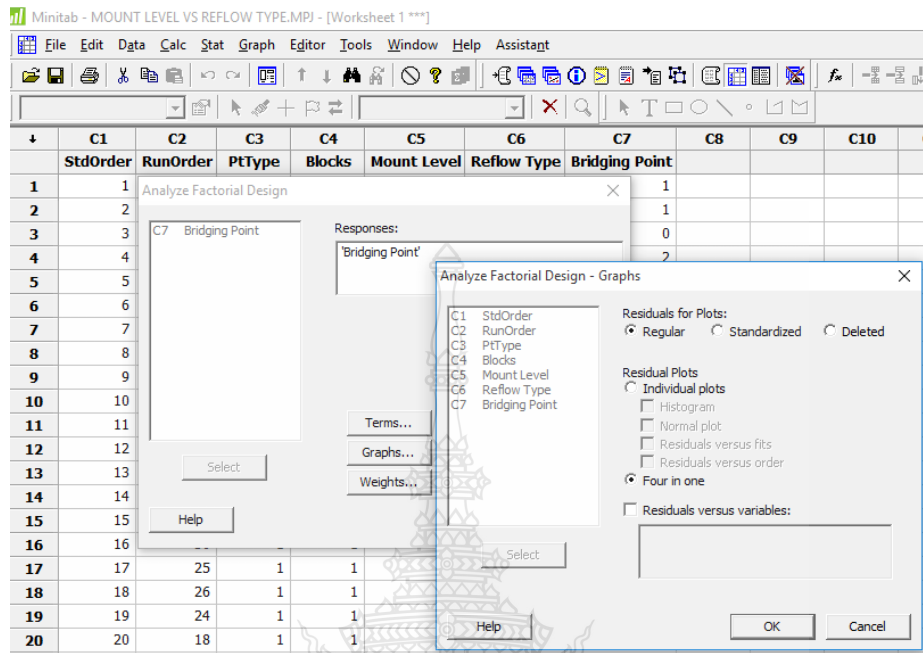 Minitab - MOUNT LEVEL VS REFLOW TYPE.MPJ - [Worksheet 1 ***]
File Edit Data Calc Stat Graph Editor Tools Window Help Assistant
C1 C2 C3 C4 C5 C6 C7 C8 C9 C10
StdOrder RunOrder PtType Blocks Mount Level Reflow Type Bridging Point
1 1 1
2 2 1
3 3 0
4 4 2
5 5
6 6
7 7
8 8
9 9
10 10
11 11
12 12
13 13
14 14
15 15
16 16
17 17 25 1 1
18 18 26 1 1
19 19 24 1 1
20 20 18 1 1
Analyze Factorial Design
C7 Bridging Point
Responses:
'Bridging Point'
Terms...
Graphs...
Weights...
Select
Help
Analyze Factorial Design - Graphs
C1 StdOrder
C2 RunOrder
C3 PtType
C4 Blocks
C5 Mount Level
C6 Reflow Type
C7 Bridging Point
Residuals for Plots:
Regular Standardized Deleted
Residual Plots
Individual plots
Histogram
Normal plot
Residuals versus fits
Residuals versus order
Four in one
Residuals versus variables:
Select
Help OK Cancel